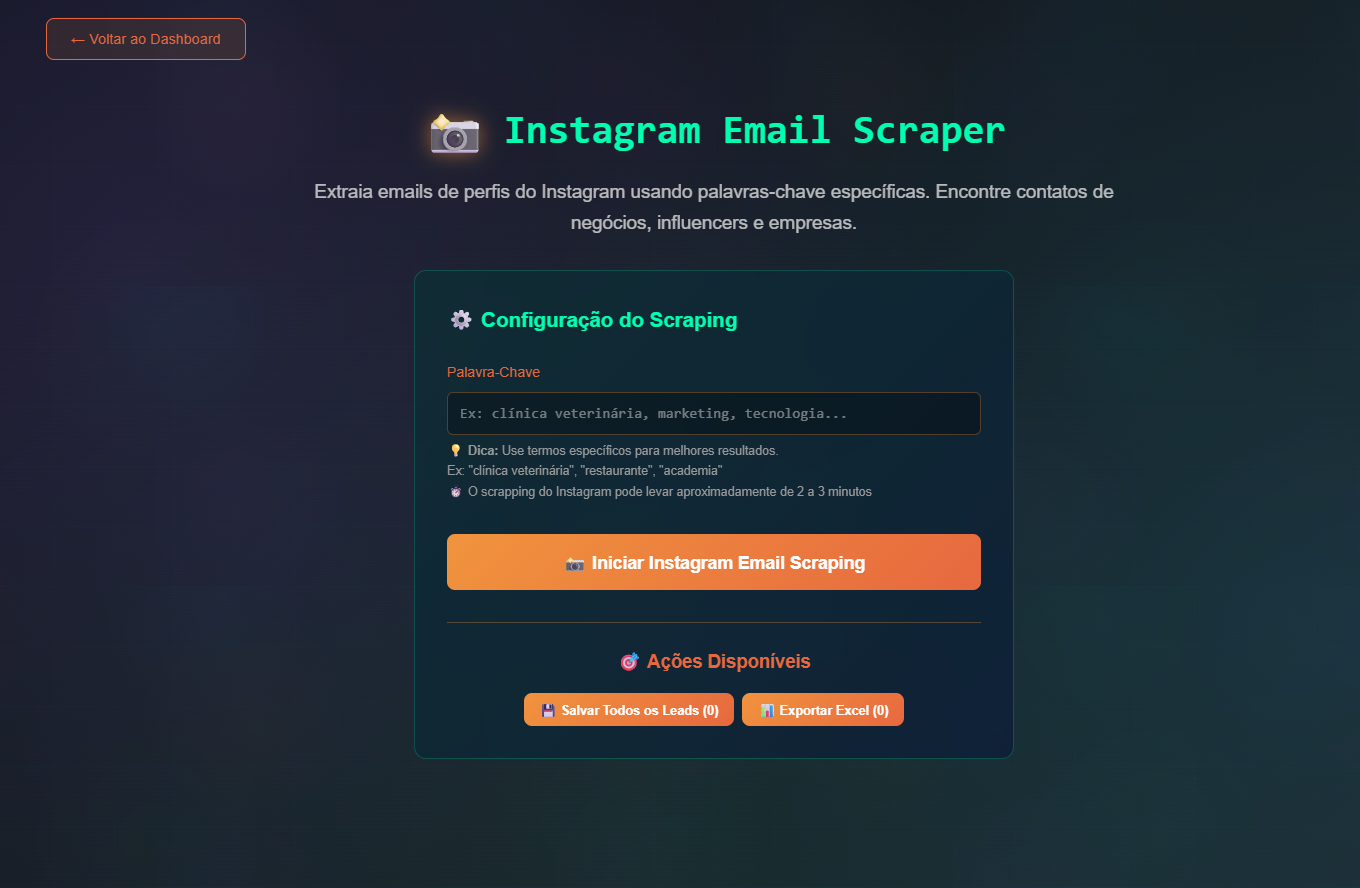 ← Voltar ao Dashboard
Instagram Email Scraper
Extraia emails de perfis do Instagram usando palavras-chave específicas. Encontre contatos de
negócios, influencers e empresas.
Configuração do Scraping
Palavra-Chave
Ex: clínica veterinária, marketing, tecnologia...
Dica: Use termos específicos para melhores resultados.
Ex: "clínica veterinária", "restaurante", "academia"
O scrapping do Instagram pode levar aproximadamente de 2 a 3 minutos
Iniciar Instagram Email Scraping
Ações Disponíveis
Salvar Todos os Leads (0)
Exportar Excel (0)